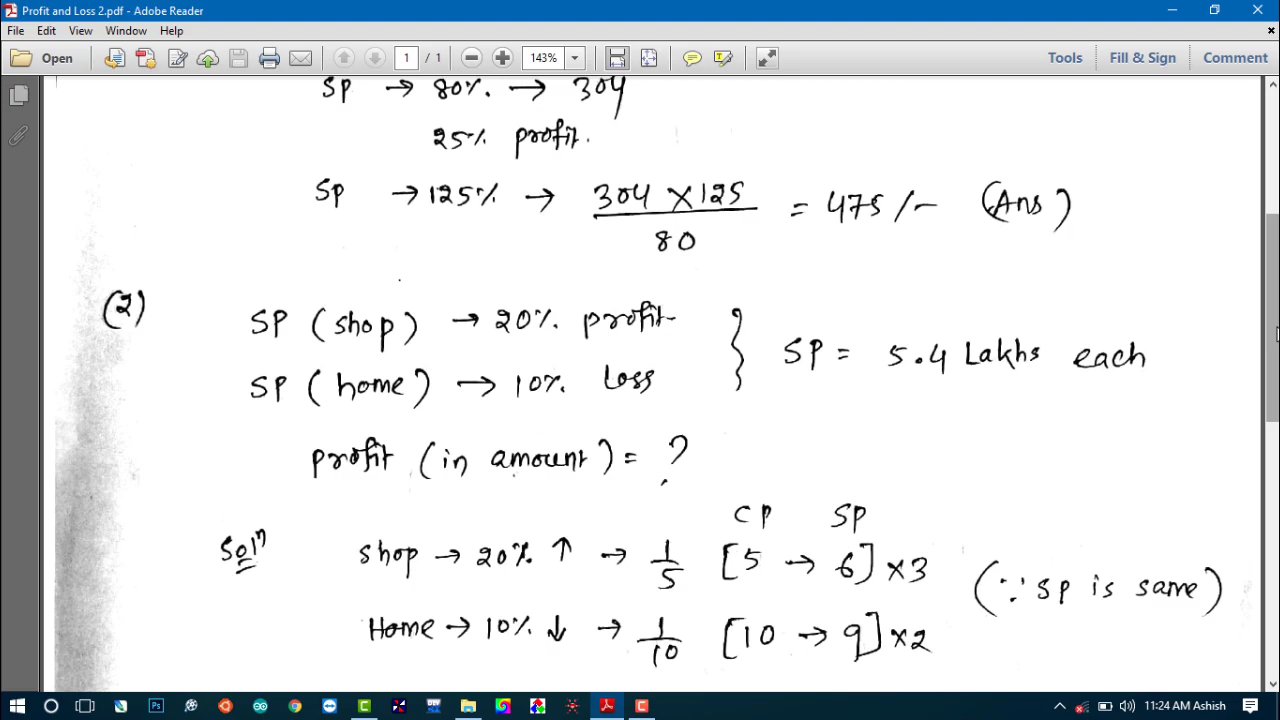 Profit and Loss 2.pdf - Adobe Reader
File Edit View Window Help
Open 1 / 1 143% Tools Fill & Sign Comment
SP → 80%. → 304
25% profit.
SP → 125% → 304 × 125
80
= 475 /- (Ans)
(2)
SP (shop) → 20%. profit
SP (home) → 10%. Loss
} SP = 5.4 Lakhs each
profit (in amount) = ?
CP SP
Solⁿ shop → 20%. ↑ → 1/5 [5 → 6] × 3
Home → 10%. ↓ → 1/10 [10 → 9] × 2
(∵ SP is same)
11:24 AM Ashish